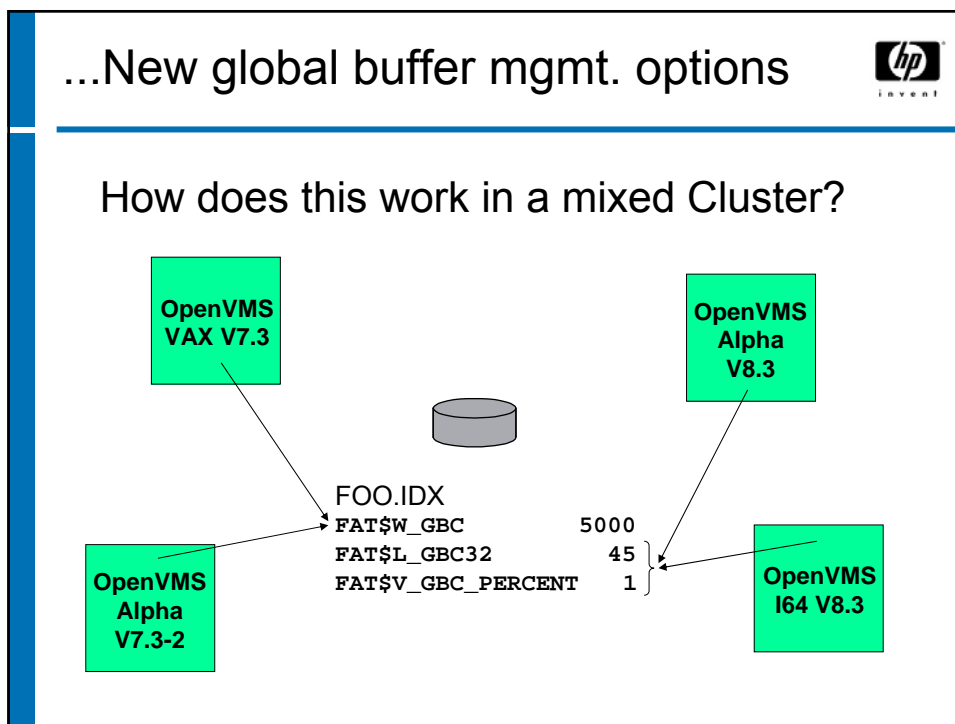 ...New global buffer mgmt. options
hp
invent
How does this work in a mixed Cluster?
OpenVMS
VAX V7.3
OpenVMS
Alpha
V8.3
FOO.IDX
FAT$W_GBC 5000
FAT$L_GBC32 45
FAT$V_GBC_PERCENT 1
OpenVMS
Alpha
V7.3-2
OpenVMS
I64 V8.3